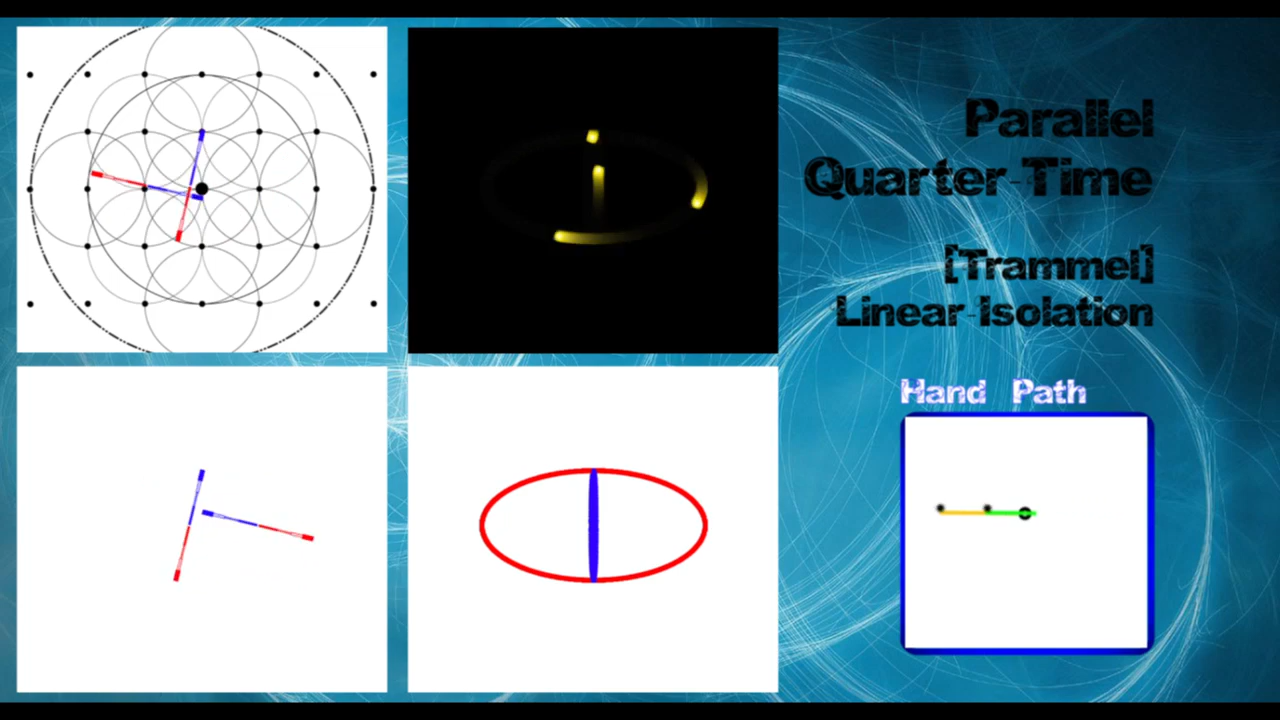 Parallel
Quarter-Time
[Trammel]
Linear-Isolation
Hand Path